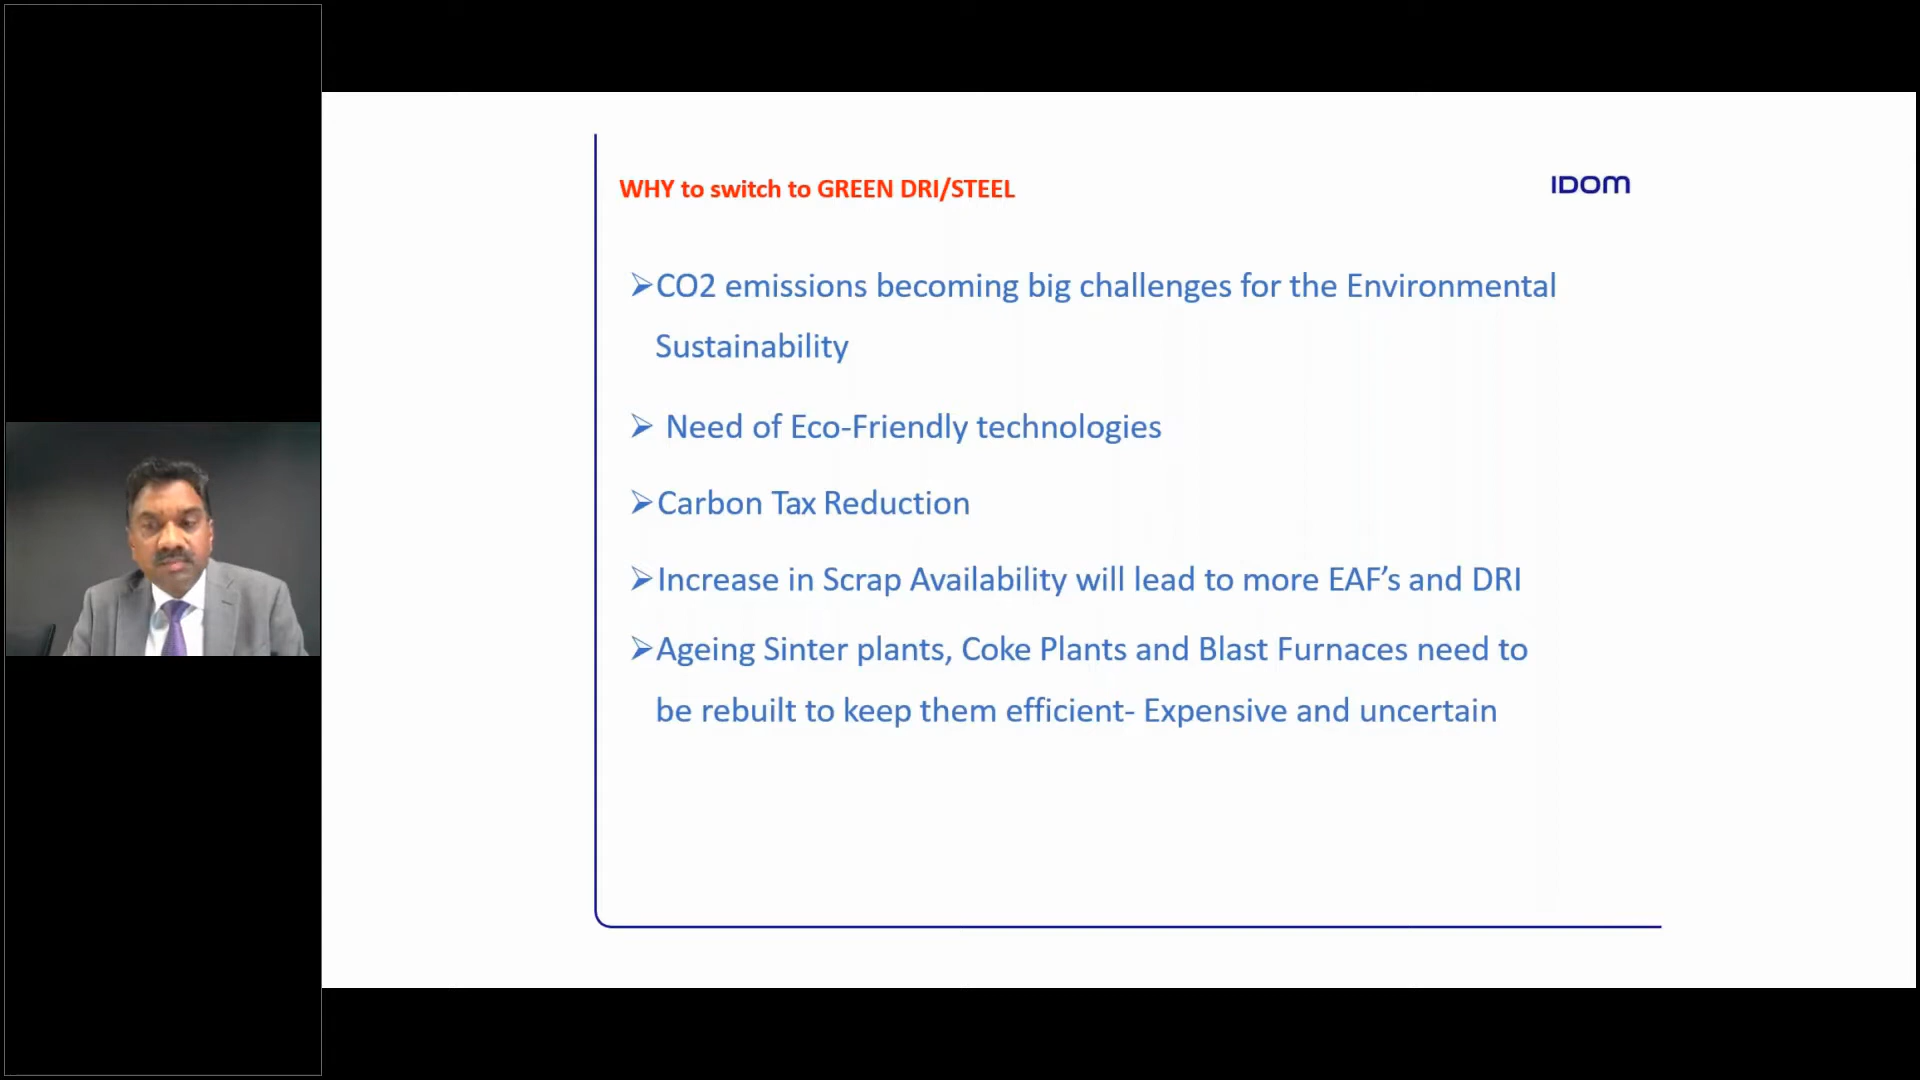 WHY to switch to GREEN DRI/STEEL
IDOM
➢CO2 emissions becoming big challenges for the Environmental
Sustainability
➢ Need of Eco-Friendly technologies
➢Carbon Tax Reduction
➢Increase in Scrap Availability will lead to more EAF’s and DRI
➢Ageing Sinter plants, Coke Plants and Blast Furnaces need to
be rebuilt to keep them efficient- Expensive and uncertain